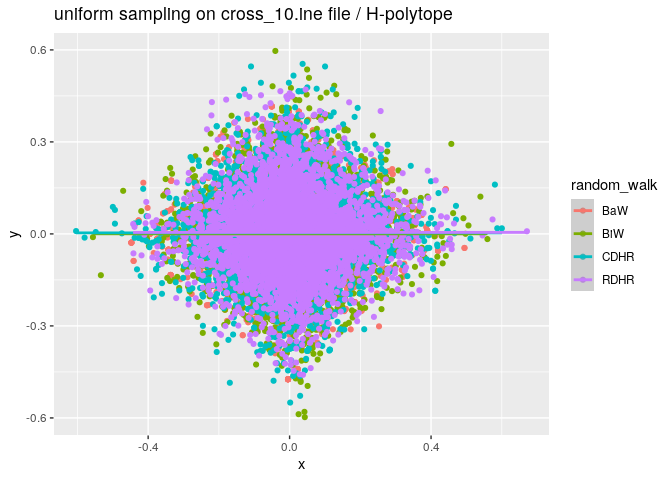 uniform sampling on cross_10.ine file / H-polytope
0.6
0.3
0.0
-0.3
-0.6
y
-0.4
0.0
0.4
x
random_walk
BaW
BiW
CDHR
RDHR